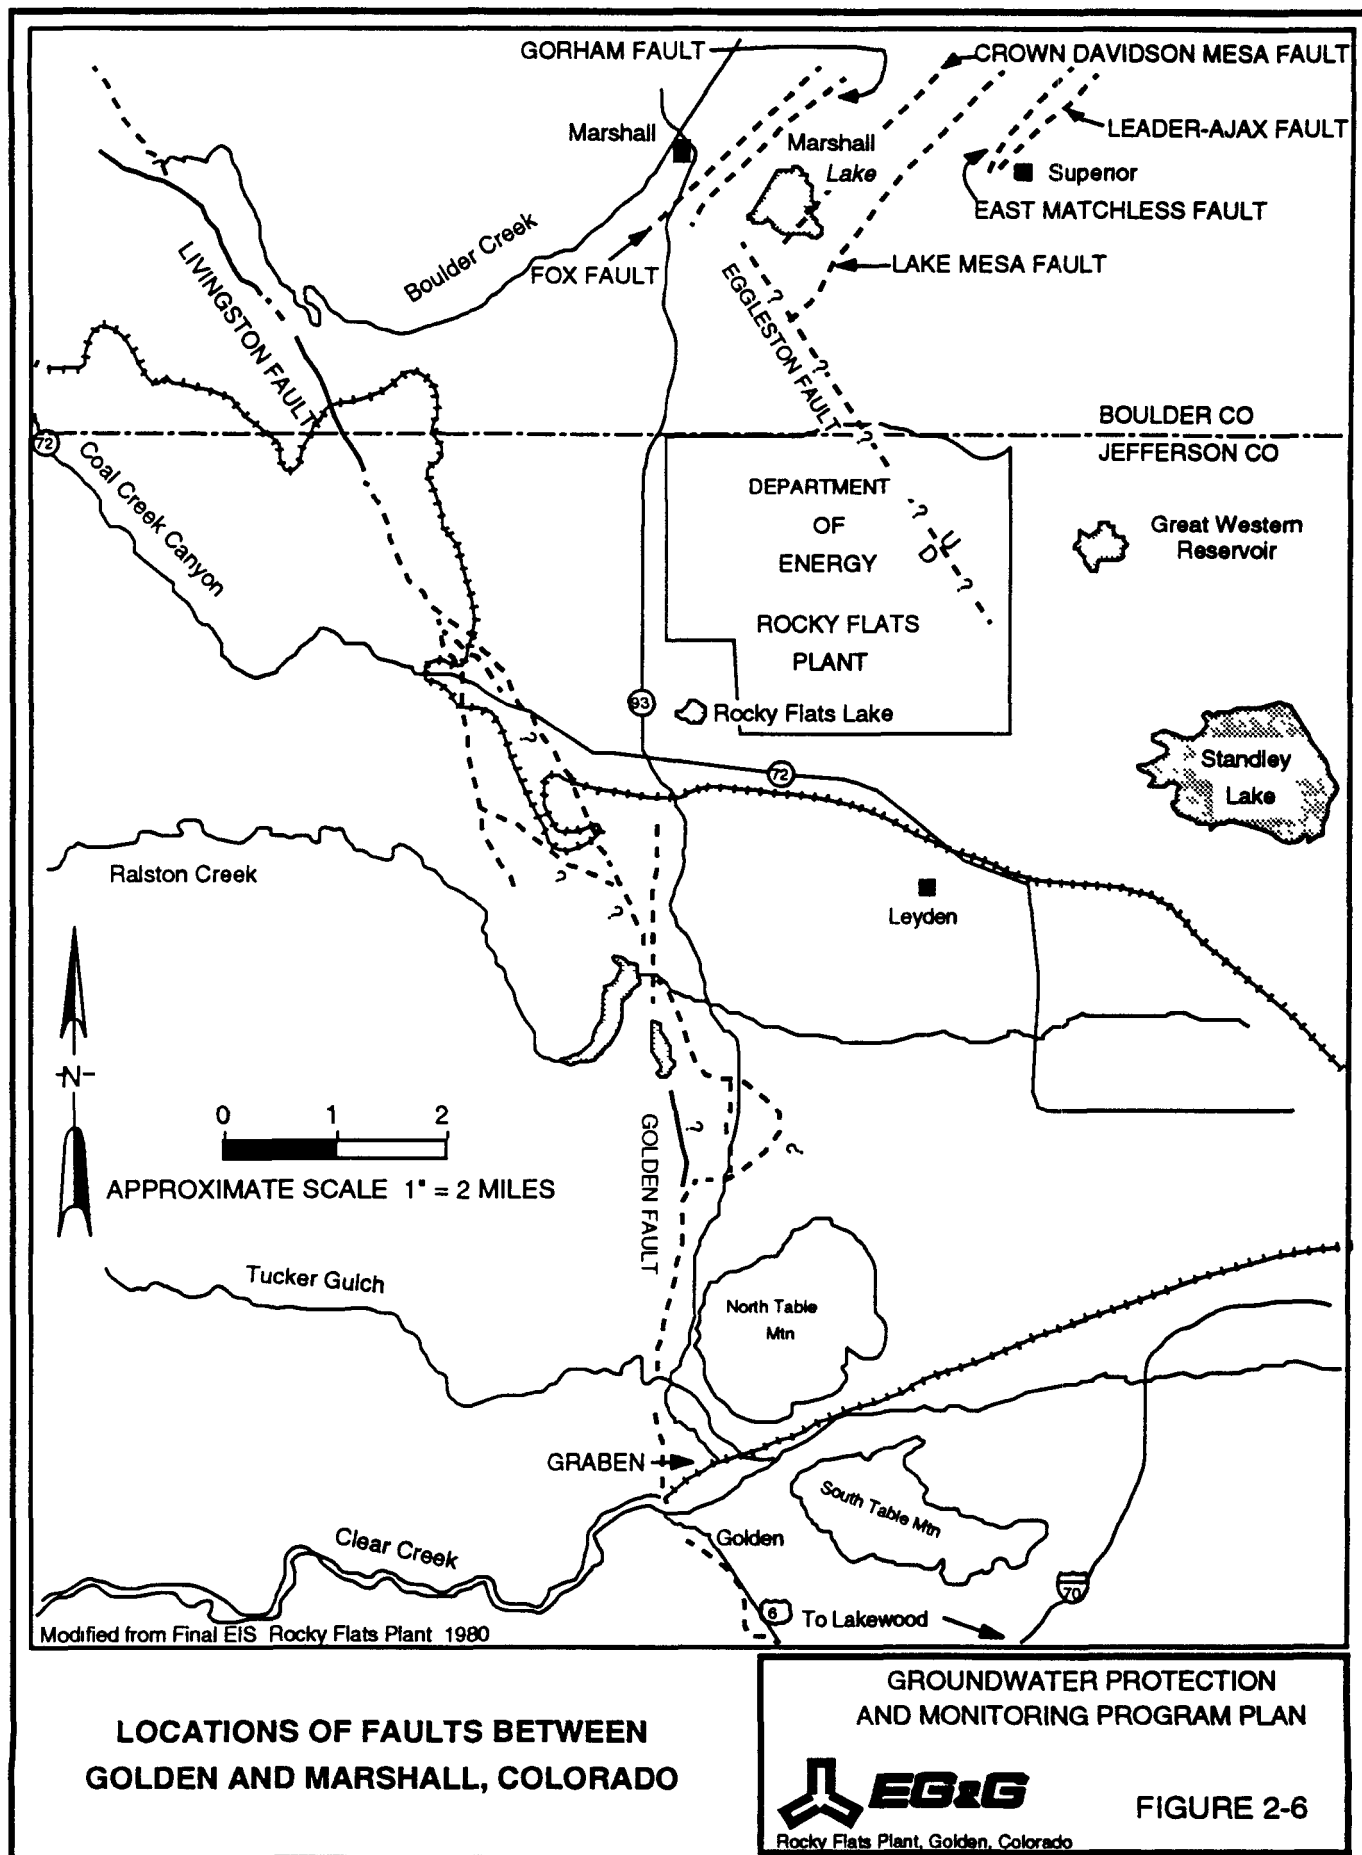 GORHAM FAULT
CROWN DAVIDSON MESA FAULT
Marshall
Marshall
Lake
LEADER-AJAX FAULT
Superior
EAST MATCHLESS FAULT
Boulder Creek
FOX FAULT
LAKE MESA FAULT
LIVINGSTON FAULT
EGGLESTON FAULT
?
?
?
BOULDER CO
JEFFERSON CO
72
Coal Creek Canyon
DEPARTMENT
OF
ENERGY
ROCKY FLATS
PLANT
?
U
D
?
Great Western
Reservoir
93
Rocky Flats Lake
?
72
Standley
Lake
Ralston Creek
?
?
Leyden
N
0 1 2
APPROXIMATE SCALE 1" = 2 MILES
GOLDEN FAULT
?
?
Tucker Gulch
North Table
Mtn
GRABEN
South Table Mtn
Clear Creek
Golden
6
To Lakewood
70
Modified from Final EIS Rocky Flats Plant 1980
LOCATIONS OF FAULTS BETWEEN
GOLDEN AND MARSHALL, COLORADO
GROUNDWATER PROTECTION
AND MONITORING PROGRAM PLAN
EG&G
FIGURE 2-6
Rocky Flats Plant, Golden, Colorado